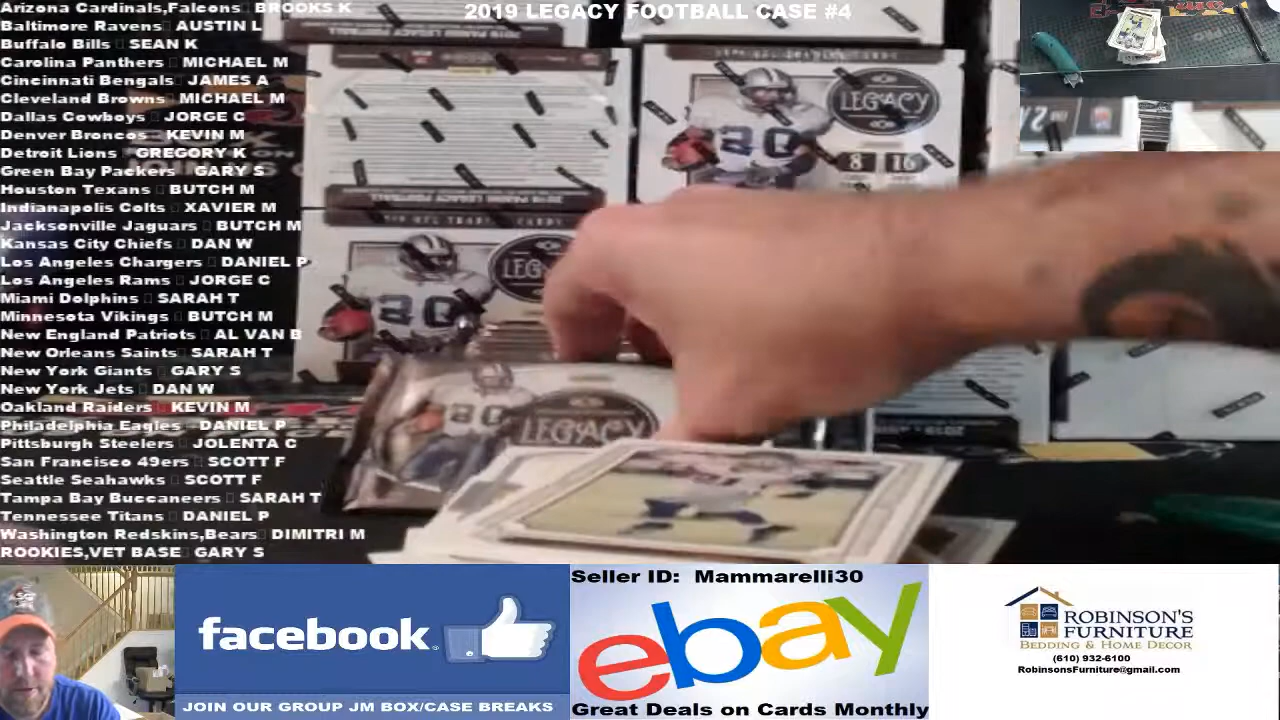 2019 LEGACY FOOTBALL CASE #4
Arizona Cardinals,Falcons BROOKS K
Baltimore Ravens AUSTIN L
Buffalo Bills SEAN K
Carolina Panthers MICHAEL M
Cincinnati Bengals JAMES A
Cleveland Browns MICHAEL M
Dallas Cowboys JORGE C
Denver Broncos KEVIN M
Detroit Lions GREGORY K
Green Bay Packers GARY S
Houston Texans BUTCH M
Indianapolis Colts XAVIER M
Jacksonville Jaguars BUTCH M
Kansas City Chiefs DAN W
Los Angeles Chargers DANIEL P
Los Angeles Rams JORGE C
Miami Dolphins SARAH T
Minnesota Vikings BUTCH M
New England Patriots AL VAN B
New Orleans Saints SARAH T
New York Giants GARY S
New York Jets DAN W
Oakland Raiders KEVIN M
Philadelphia Eagles DANIEL P
Pittsburgh Steelers JOLENTA C
San Francisco 49ers SCOTT F
Seattle Seahawks SCOTT F
Tampa Bay Buccaneers SARAH T
Tennessee Titans DANIEL P
Washington Redskins,Bears DIMITRI M
ROOKIES,VET BASE GARY S
LEGACY
20
8 16
20
LEG
80
LEGACY
facebook
JOIN OUR GROUP JM BOX/CASE BREAKS
Seller ID: Mammarelli30
ebay
Great Deals on Cards Monthly
ROBINSON'S
FURNITURE
BEDDING & HOME DECOR
(610) 932-6100
RobinsonsFurniture@gmail.com